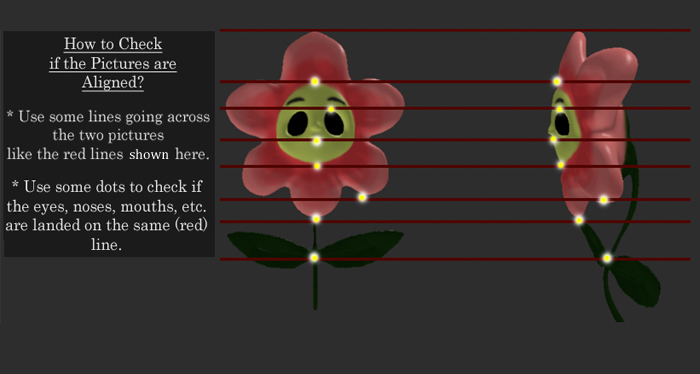 How to Check
if the Pictures are
Aligned?
* Use some lines going across
the two pictures
like the red lines shown here.
* Use some dots to check if
the eyes, noses, mouths, etc.
are landed on the same (red)
line.